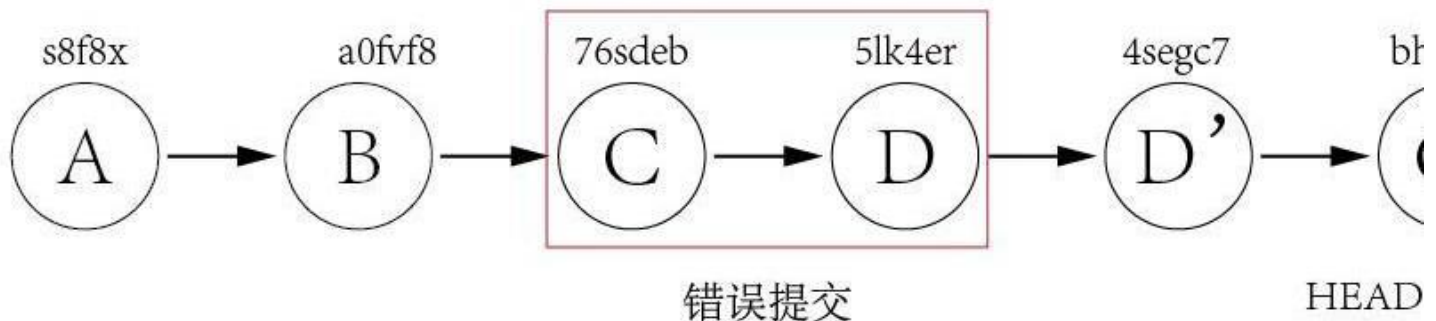 s8f8x a0fvf8 76sdeb 5lk4er 4segc7
A B C D D’
错误提交 HEAD